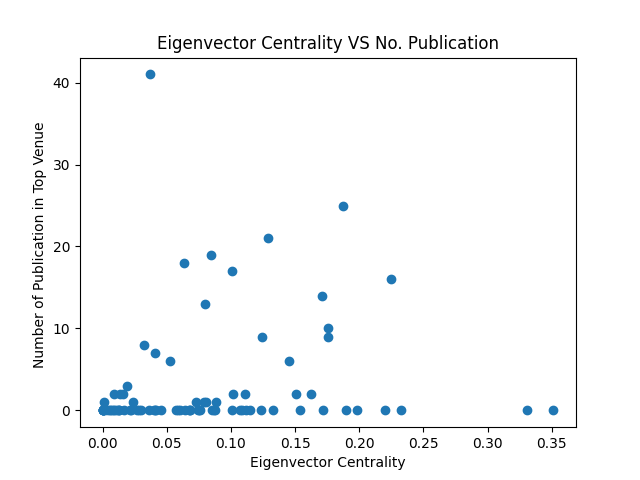 Eigenvector Centrality VS No. Publication
40
30
20
10
0
Number of Publication in Top Venue
0.00 0.05 0.10 0.15 0.20 0.25 0.30 0.35
Eigenvector Centrality